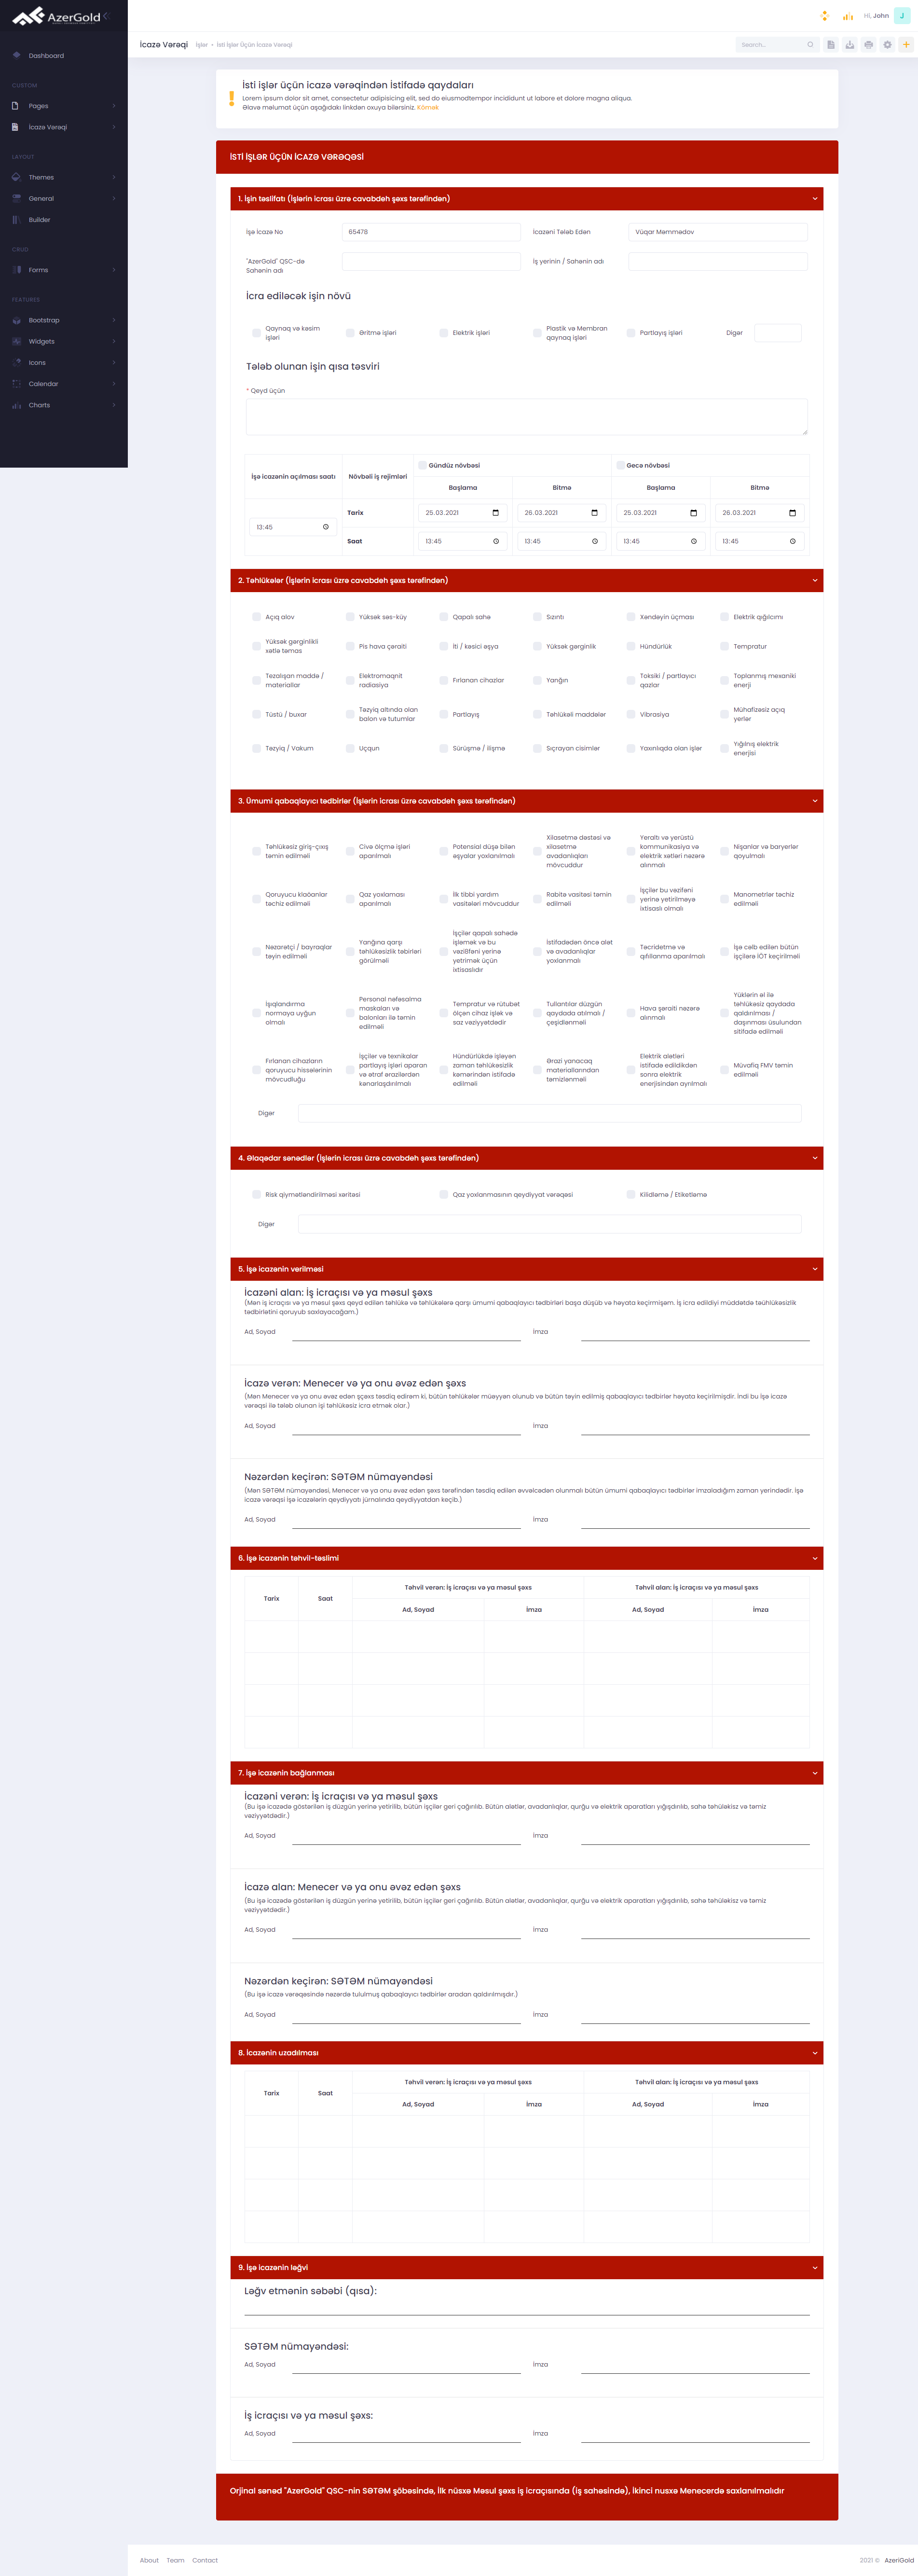 AzerGold
Hi, John
J
İcazə Vərəqi
İşlər
İsti İşlər Üçün İcazə Vərəqi
Search...
Dashboard
CUSTOM
Pages
İcazə Vərəqi
LAYOUT
Themes
General
Builder
CRUD
Forms
FEATURES
Bootstrap
Widgets
Icons
Calendar
Charts
İsti işlər üçün icazə vərəqindən İstifadə qaydaları
Lorem ipsum dolor sit amet, consectetur adipisicing elit, sed do eiusmodtempor incididunt ut labore et dolore magna aliqua.
Əlavə məlumat üçün aşağıdakı linkdən oxuya bilərsiniz. Kömək
İSTİ İŞLƏR ÜÇÜN İCAZƏ VƏRƏQƏSİ
1. İşin təslifatı (İşlərin icrası üzrə cavabdeh şəxs tərəfindən)
İşə İcazə No
65478
İcazəni Tələb Edən
Vüqar Məmmədov
"AzerGold" QSC-də
Sahənin adı
İş yerinin / Sahənin adı
İcra ediləcək işin növü
Qaynaq və kəsim
işləri
Əritmə işləri
Elektrik işləri
Plastik və Membran
qaynaq işləri
Partlayış işləri
Digər
Tələb olunan işin qısa təsviri
* Qeyd üçün
İşə icazənin açılması saatı
Növbəli iş rejimləri
Gündüz növbəsi
Gecə növbəsi
Başlama
Bitmə
Başlama
Bitmə
13:45
Tarix
25.03.2021
26.03.2021
25.03.2021
26.03.2021
Saat
13:45
13:45
13:45
13:45
2. Təhlükələr (İşlərin icrası üzrə cavabdeh şəxs tərəfindən)
Açıq alov
Yüksək səs-küy
Qapalı sahə
Sızıntı
Xəndəyin üçması
Elektrik qığılcımı
Yüksək gərginlikli
xətlə təmas
Pis hava çəraiti
İti / kəsici əşya
Yüksək gərginlik
Hündürlük
Tempratur
Tezalışan maddə /
materiallar
Elektromaqnit
radiasiya
Fırlanan cihazlar
Yanğın
Toksiki / partlayıcı
qazlar
Toplanmış mexaniki
enerji
Tüstü / buxar
Təzyiq altında olan
balon və tutumlar
Partlayış
Təhlükəli maddələr
Vibrasiya
Mühafizəsiz açıq
yerlər
Təzyiq / Vakum
Uçqun
Sürüşmə / ilişmə
Sıçrayan cisimlər
Yaxınlıqda olan işlər
Yığılnış elektrik
enerjisi
3. Ümumi qabaqlayıcı tədbirlər (İşlərin icrası üzrə cavabdeh şəxs tərəfindən)
Təhlükəsiz giriş-çıxış
təmin edilməli
Civə ölçmə işləri
aparılmalı
Potensial düşə bilən
əşyalar yoxlanılmalı
Xilasetmə dəstəsi və
xilasetmə
avadanlıqları
mövcuddur
Yeraltı və yerüstü
kommunikasiya və
elektrik xətləri nəzərə
alınmalı
Nişanlar və baryerlər
qoyulmalı
Qoruyucu klaoanlar
təchiz edilməli
Qaz yoxlaması
aparılmalı
İlk tibbi yardım
vasitələri mövcuddur
Rabitə vasitəsi təmin
edilməli
İşçilər bu vəzifəni
yerinə yetirilməyə
ixtisaslı olmalı
Manometrlər təchiz
edilməli
Nəzarətçi / bayraqlar
təyin edilməli
Yanğına qarşı
təhlükəsizlik təbirləri
görülməli
İşçilər qapalı sahədə
işləmək və bu
vəzi8fəni yerinə
yetrimək üçün
ixtisaslıdır
İstifadədən öncə alət
və avadanlıqlar
yoxlanmalı
Təcridetmə və
qıfıllanma aparılmalı
İşə cəlb edilən bütün
işçilərə İÖT keçirilməli
İşıqlandırma
normaya uyğun
olmalı
Personal nəfəsalma
maskaları və
balonları ilə təmin
edilməli
Tempratur və rütubət
ölçən cihaz işlək və
saz vəziyyətdədir
Tullantılar düzgün
qaydada atılmalı /
çeşidlənməli
Hava şəraiti nəzərə
alınmalı
Yüklərin əl ilə
təhlükəsiz qaydada
qaldırılması /
daşınması üsulundan
sitifadə edilməli
Fırlanan cihazların
qoruyucu hissələrinin
mövcudluğu
İşçilər və texnikalar
partlayış işləri aparan
və ətraf ərazilərdən
kənarlaşdırılmalı
Hündürlükdə işləyən
zaman təhlükəsizlik
kəmərindən istifadə
edilməli
Ərazi yanacaq
materiallarından
təmizlənməli
Elektrik alətləri
istifadə edildikdən
sonra elektrik
enerjisindən ayrılmalı
Müvafiq FMV təmin
edilməli
Digər
4. Əlaqədar sənədlər (İşlərin icrası üzrə cavabdeh şəxs tərəfindən)
Risk qiymətləndirilməsi xəritəsi
Qaz yoxlanmasının qeydiyyat vərəqəsi
Kilidləmə / Etiketləmə
Digər
5. İşə icazənin verilməsi
İcazəni alan: İş icraçısı və ya məsul şəxs
(Mən iş icraçısı və ya məsul şəxs qeyd edilən təhlükə və təhlükələrə qarşı ümumi qabaqlayıcı tədbirləri başa düşüb və həyata keçirmişəm. İş icra edildiyi müddətdə təühlükəsizlik
tədbirlətini qoruyub saxlayacağam.)
Ad, Soyad
İmza
İcazə verən: Menecer və ya onu əvəz edən şəxs
(Mən Menecer və ya onu əvəz edən şçəxs təsdiq edirəm ki, bütün təhlükələr müəyyən olunub və bütün təyin edilmiş qabaqlayıcı tədbirlər həyata keçirilmişdir. İndi bu İşə icazə
vərəqsi ilə tələb olunan işi təhlükəsiz icra etmək olar.)
Ad, Soyad
İmza
Nəzərdən keçirən: SƏTƏM nümayəndəsi
(Mən SƏTƏM nümayəndəsi, Menecer və ya onu əvəz edən şəxs tərəfindən təsdiq edilən əvvəlcədən olunmalı bütün ümumi qabaqlayıcı tədbirlər imzaladığım zaman yerindədir. İşə
icazə vərəqsi işə icazələrin qeydiyyatı jürnalında qeydiyyatdan keçib.)
Ad, Soyad
İmza
6. İşə icazənin təhvil-təslimi
Tarix
Saat
Təhvil verən: İş icraçısı və ya məsul şəxs
Təhvil alan: İş icraçısı və ya məsul şəxs
Ad, Soyad
İmza
Ad, Soyad
İmza
7. İşə icazənin bağlanması
İcazəni verən: İş icraçısı və ya məsul şəxs
(Bu işə icazədə göstərilən iş düzgün yerinə yetirilib, bütün işçilər geri çağırılıb. Bütün alətlər, avadanlıqlar, qurğu və elektrik aparatları yığışdırılıb, sahə təhüləkisz və təmiz
vəziyyətdədir.)
Ad, Soyad
İmza
İcazə alan: Menecer və ya onu əvəz edən şəxs
(Bu işə icazədə göstərilən iş düzgün yerinə yetirilib, bütün işçilər geri çağırılıb. Bütün alətlər, avadanlıqlar, qurğu və elektrik aparatları yığışdırılıb, sahə təhüləkisz və təmiz
vəziyyətdədir.)
Ad, Soyad
İmza
Nəzərdən keçirən: SƏTƏM nümayəndəsi
(Bu işə icazə vərəqəsində nəzərdə tululmuş qabaqlayıcı tədbirlər aradan qaldırılmışdır.)
Ad, Soyad
İmza
8. İcazənin uzadılması
Tarix
Saat
Təhvil verən: İş icraçısı və ya məsul şəxs
Təhvil alan: İş icraçısı və ya məsul şəxs
Ad, Soyad
İmza
Ad, Soyad
İmza
9. İşə icazənin ləğvi
Ləğv etmənin səbəbi (qısa):
SƏTƏM nümayəndəsi:
Ad, Soyad
İmza
İş icraçısı və ya məsul şəxs:
Ad, Soyad
İmza
Orjinal sənəd "AzerGold" QSC-nin SƏTƏM şöbəsində, İlk nüsxə Məsul şəxs iş icraçısında (iş sahəsində), İkinci nusxə Menecerdə saxlanılmalıdır
About
Team
Contact
2021 © AzeriGold